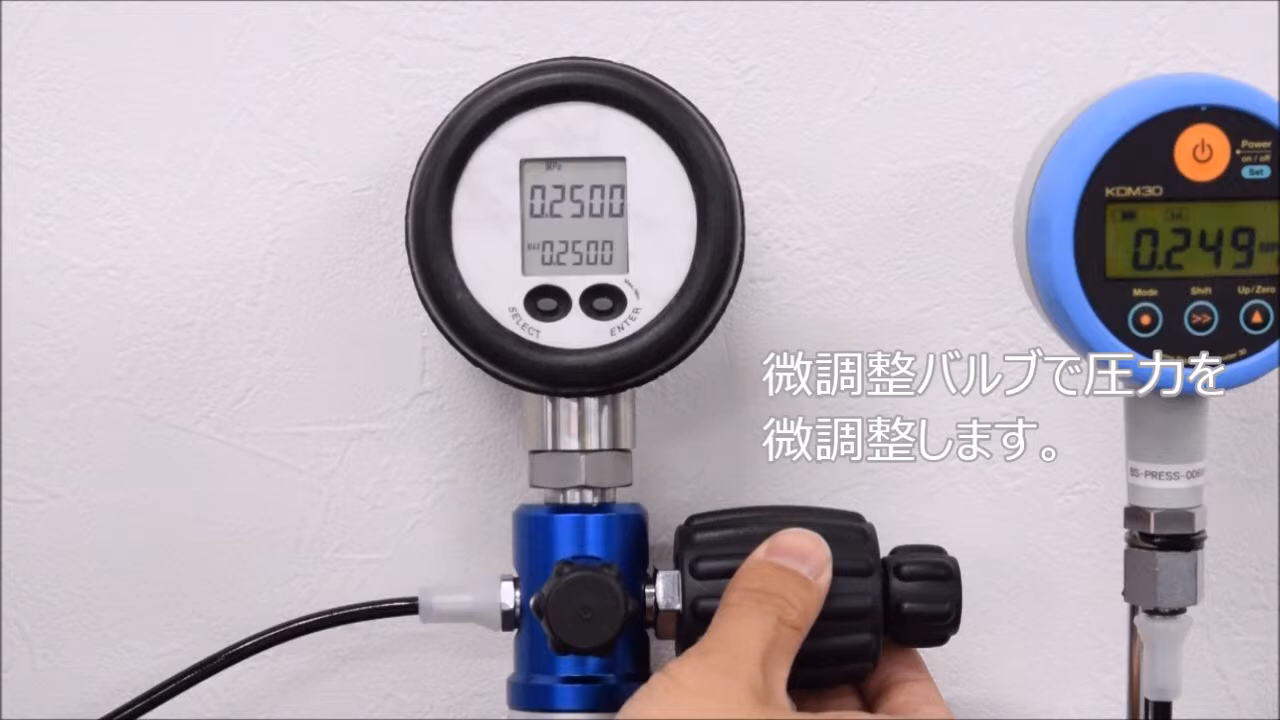 MPa
0.2500
MAX 0.2500
SELECT
ENTER
Power
on / off
Set
KDM30
0.249
Mode
Shift
Up/Zero
微調整バルブで圧力を
微調整します。
BS-PRESS-006